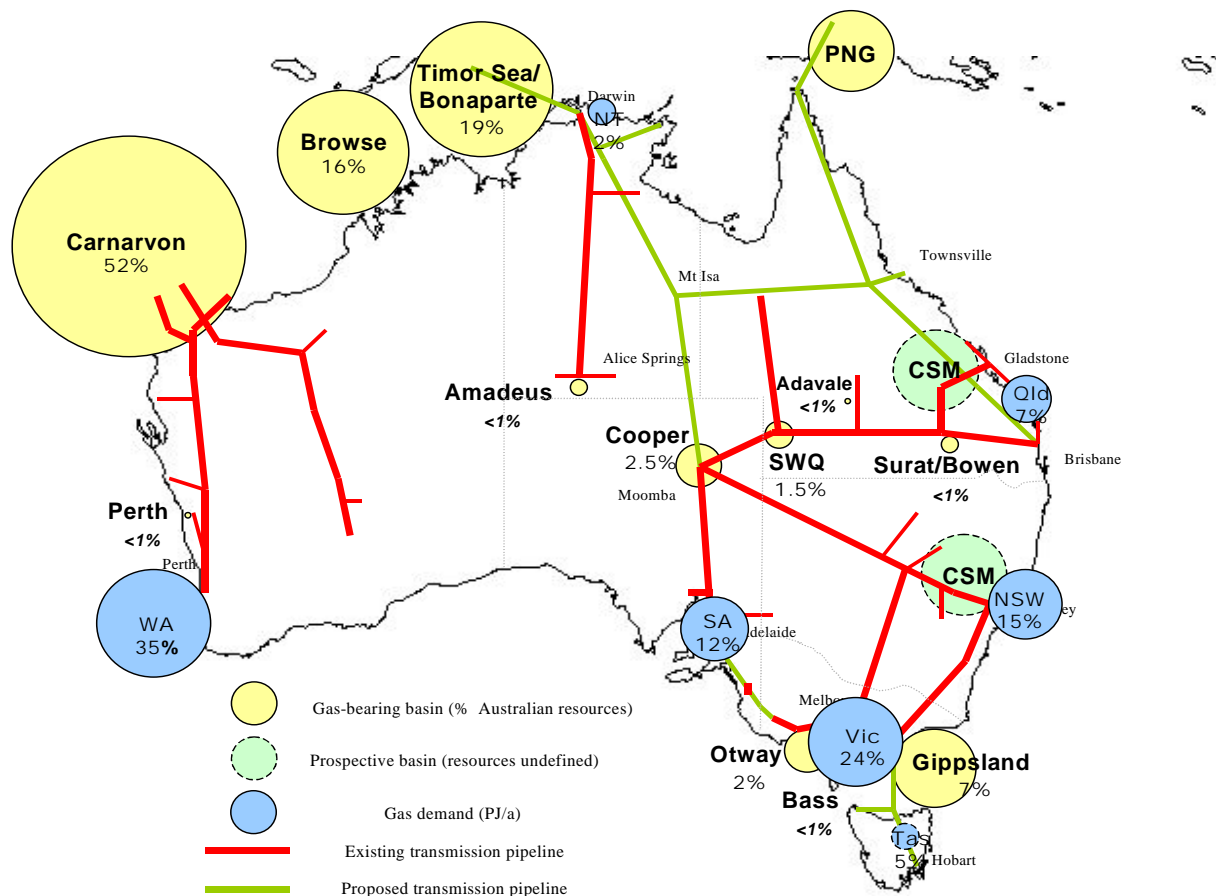 PNG
Timor Sea/
Bonaparte
19%
Darwin
NT
2%
Browse
16%
Carnarvon
52%
Townsville
Mt Isa
Alice Springs
Amadeus
<1%
Adavale
<1%
CSM
Gladstone
Qld
7%
Cooper
2.5%
Moomba
SWQ
1.5%
Surat/Bowen
<1%
Brisbane
Perth
<1%
Perth
CSM
WA
35%
SA
12%
delaide
NSW
15%
ey
Melbo
Vic
24%
Otway
2%
Gippsland
7%
Bass
<1%
Tas
5%
Hobart
Gas-bearing basin (% Australian resources)
Prospective basin (resources undefined)
Gas demand (PJ/a)
Existing transmission pipeline
Proposed transmission pipeline